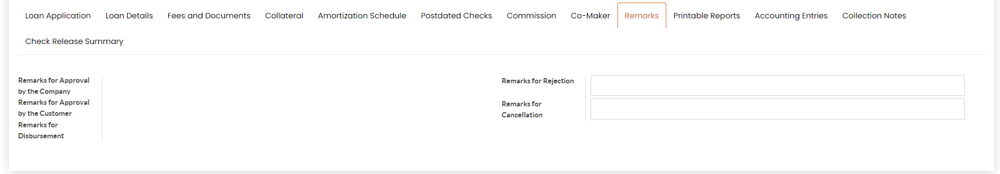 Loan Application Loan Details Fees and Documents Collateral Amortization Schedule Postdated Checks Commission Co-Maker Remarks Printable Reports Accounting Entries Collection Notes
Check Release Summary
Remarks for Approval
by the Company
Remarks for Approval
by the Customer
Remarks for
Disbursement
Remarks for Rejection
Remarks for
Cancellation